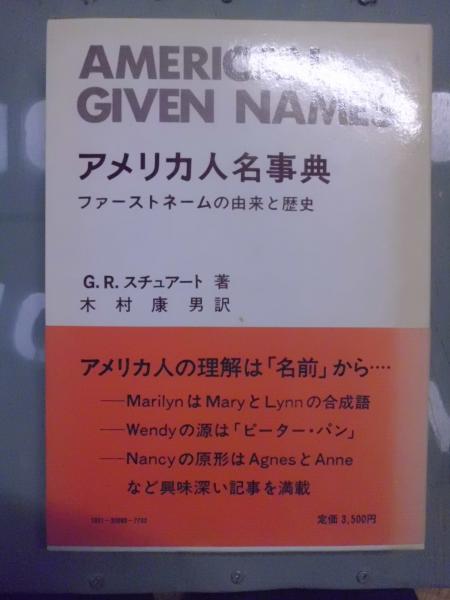 AMERICAN
GIVEN NAMES
アメリカ人名事典
ファーストネームの由来と歴史
G.R.スチュアート 著
木村康男訳
アメリカ人の理解は「名前」から‥‥
──MarilynはMaryとLynnの合成語
──Wendyの源は「ピーター・パン」
──Nancyの原形はAgnesとAnne
など興味深い記事を満載
定価 3,500円